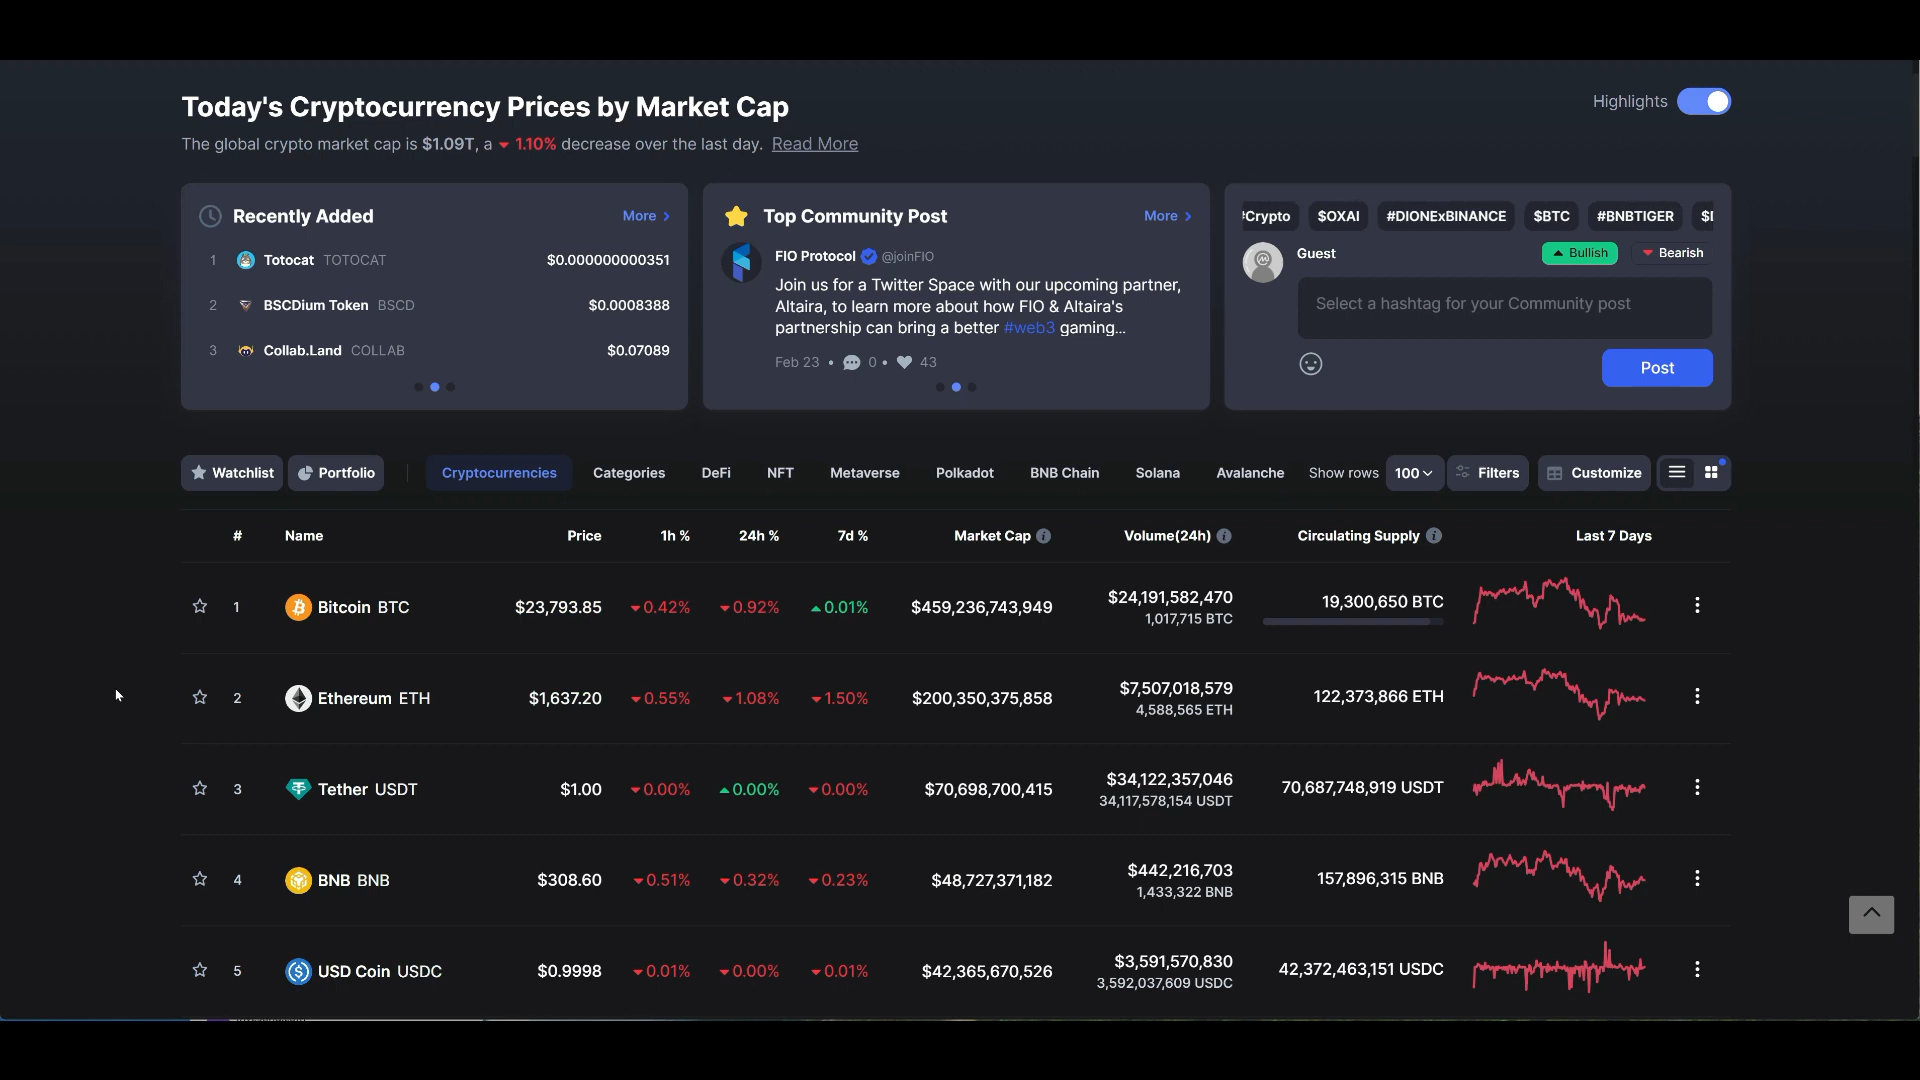 Today's Cryptocurrency Prices by Market Cap
Highlights
The global crypto market cap is $1.09T, a 1.10% decrease over the last day. Read More
Recently Added
More >
1 Totocat TOTOCAT $0.000000000351
2 BSCDium Token BSCD $0.0008388
3 Collab.Land COLLAB $0.07089
Top Community Post
More >
FIO Protocol @joinFIO
Join us for a Twitter Space with our upcoming partner,
Altaira, to learn more about how FIO & Altaira's
partnership can bring a better #web3 gaming...
Feb 23 • 0 • 43
Crypto $OXAI #DIONExBINANCE $BTC #BNBTIGER
Guest
Bullish
Bearish
Select a hashtag for your Community post
Post
Watchlist Portfolio Cryptocurrencies Categories DeFi NFT Metaverse Polkadot BNB Chain Solana Avalanche Show rows 100 Filters Customize
# Name Price 1h % 24h % 7d % Market Cap Volume(24h) Circulating Supply Last 7 Days
1 Bitcoin BTC $23,793.85 0.42% 0.92% 0.01% $459,236,743,949 $24,191,582,470 19,300,650 BTC
1,017,715 BTC
2 Ethereum ETH $1,637.20 0.55% 1.08% 1.50% $200,350,375,858 $7,507,018,579 122,373,866 ETH
4,588,565 ETH
3 Tether USDT $1.00 0.00% 0.00% 0.00% $70,698,700,415 $34,122,357,046 70,687,748,919 USDT
34,117,578,154 USDT
4 BNB BNB $308.60 0.51% 0.32% 0.23% $48,727,371,182 $442,216,703 157,896,315 BNB
1,433,322 BNB
5 USD Coin USDC $0.9998 0.01% 0.00% 0.01% $42,365,670,526 $3,591,570,830 42,372,463,151 USDC
3,592,037,609 USDC